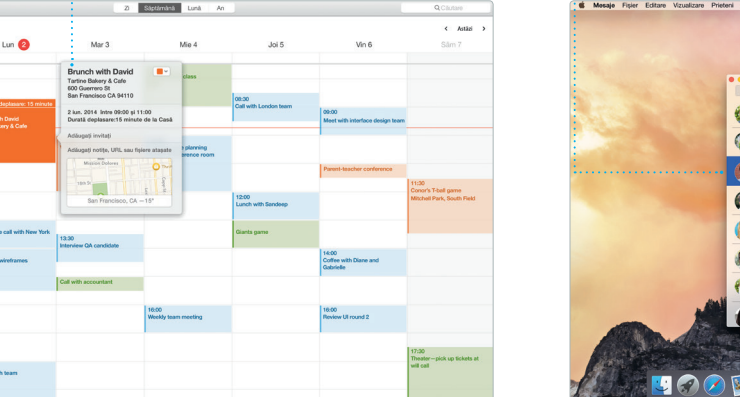 Zi Săptămână Lună An
Căutare
Astăzi
Lun 2
Mar 3
Mie 4
Joi 5
Vin 6
Sâm 7
deplasare: 15 minute
h David
ery & Cafe
Brunch with David
Tartine Bakery & Cafe
600 Guerrero St
San Francisco CA 94110
2 iun. 2014 între 09:00 și 11:00
Durată deplasare:15 minute de la Casă
Adăugați invitați
Adăugați notițe, URL sau fișiere atașate
Mission Dolores
18th St
San Francisco, CA —15°
class
planning
erence room
09:30
Call with London team
09:00
Meet with interface design team
Parent-teacher conference
11:30
Conor's T-ball game
Mitchell Park, South Field
12:00
Lunch with Sandeep
Giants game
call with New York
wireframes
13:30
Interview QA candidate
14:00
Coffee with Diane and
Gabrielle
Call with accountant
16:00
Weekly team meeting
16:00
Review UI round 2
17:30
Theater—pick up tickets at
will call
h team
Mesaje Fișier Editare Vizualizare Prieteni